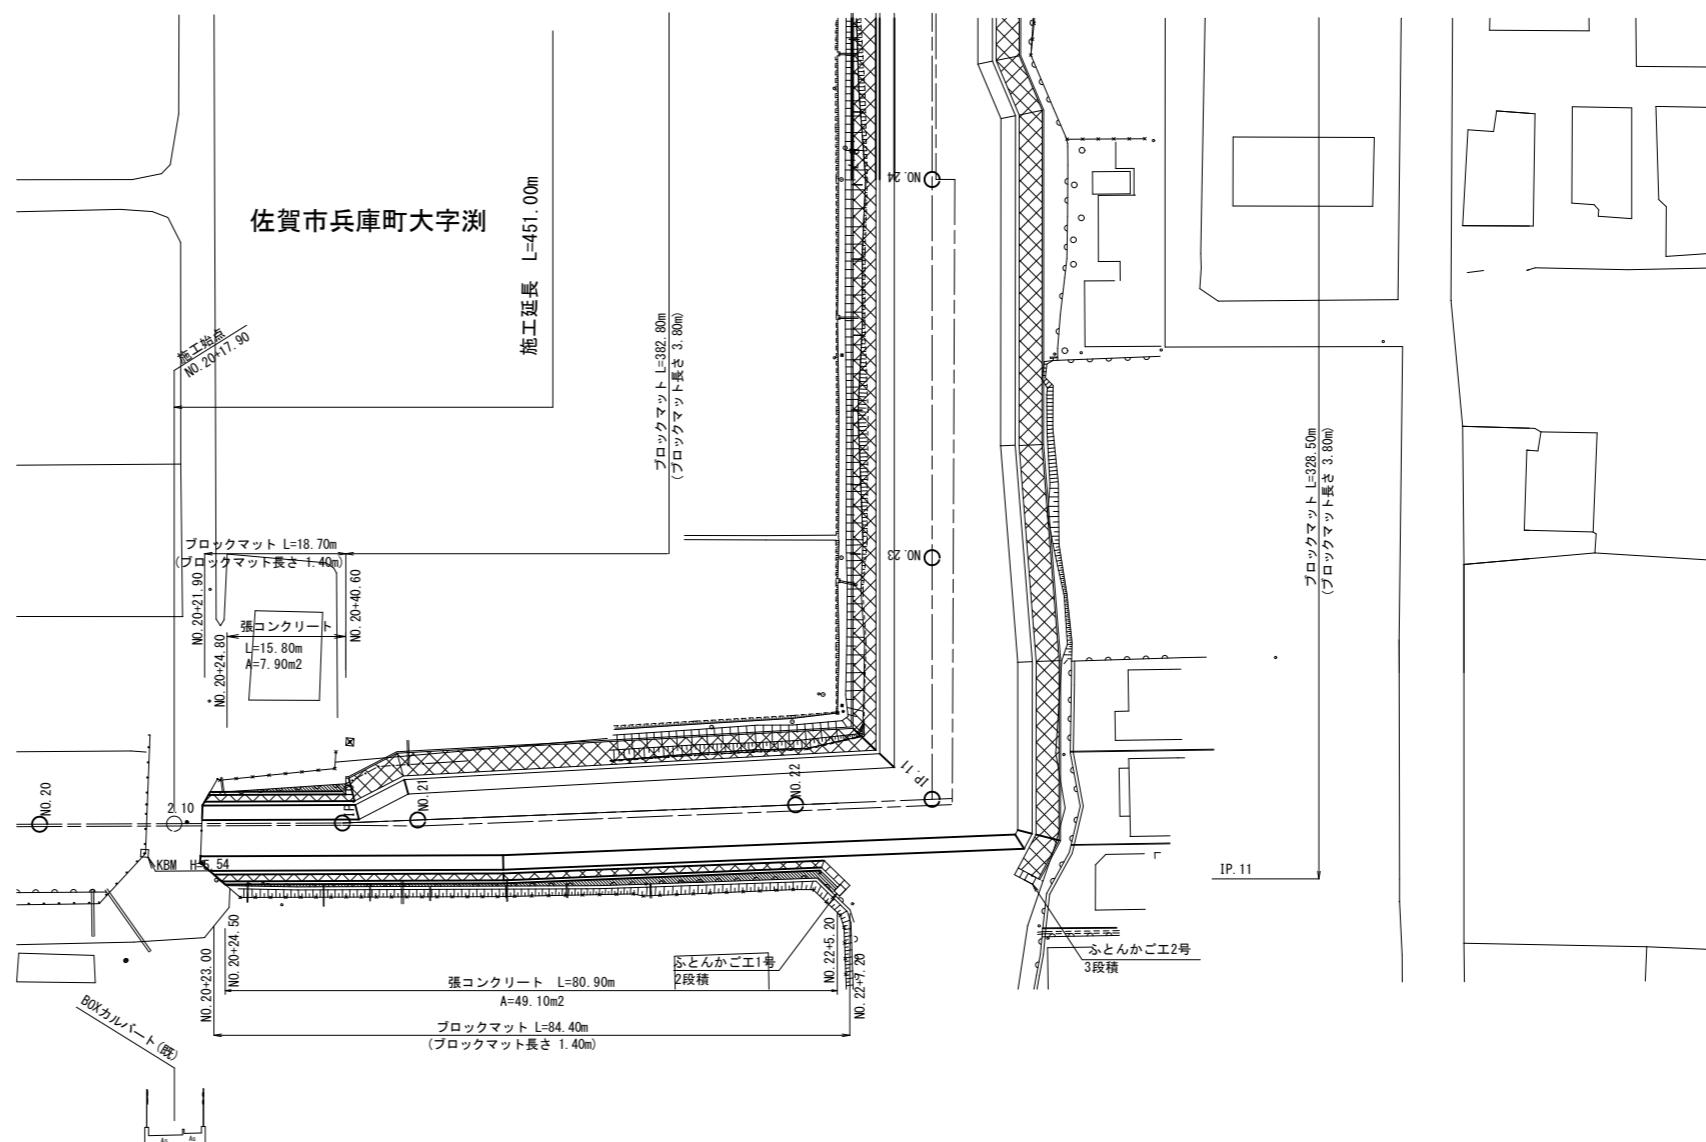 佐賀市兵庫町大字渕
施工延長 L=451.00m
施工始点
NO.20+17.90
ブロックマット L=382.80m
(ブロックマット長さ 3.80m)
ブロックマット L=328.50m
(ブロックマット長さ 3.80m)
NO.24
NO.23
ブロックマット L=18.70m
(ブロックマット長さ 1.40m)
NO.20+21.90
NO.20+40.60
張コンクリート
L=15.80m
A=7.90m2
NO.20+24.80
NO.20
2.10
NO.21
NO.22
IP.11
KBM H=5.54
IP.11
NO.20+23.00
NO.20+24.50
NO.22+5.20
NO.22+7.20
ふとんかご工1号
2段積
ふとんかご工2号
3段積
張コンクリート L=80.90m
A=49.10m2
ブロックマット L=84.40m
(ブロックマット長さ 1.40m)
BOXカルバート(既)
As
As